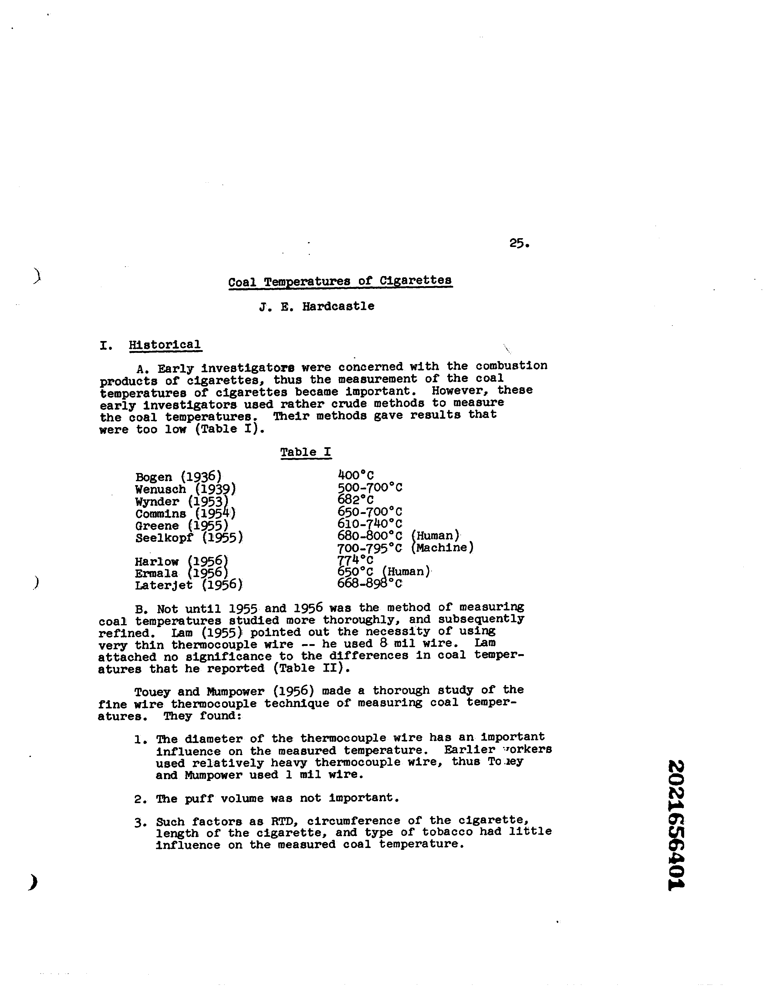 25.
Coal Temperatures of Cigarettes
J. E. Hardcastle
I. Historical
A. Early investigators were concerned with the combustion
products of cigarettes, thus the measurement of the coal
temperatures of cigarettes became important. However, these
early investigators used rather crude methods to measure
the coal temperatures. Their methods gave results that
were too low (Table I).
Table I
Bogen (1936) 400°C
Wenusch (1939) 500-700°C
Wynder (1953) 682°C
Commins (1954) 650-700°C
Greene (1955) 610-740°C
Seelkopf (1955) 680-800°C (Human)
700-795°C (Machine)
Harlow (1956) 774°C
Ermala (1956) 650°C (Human)
Laterjet (1956) 668-898°C
B. Not until 1955 and 1956 was the method of measuring
coal temperatures studied more thoroughly, and subsequently
refined. Lam (1955) pointed out the necessity of using
very thin thermocouple wire -- he used 8 mil wire. Lam
attached no significance to the differences in coal temper-
atures that he reported (Table II).
Touey and Mumpower (1956) made a thorough study of the
fine wire thermocouple technique of measuring coal temper-
atures. They found:
1. The diameter of the thermocouple wire has an important
influence on the measured temperature. Earlier workers
used relatively heavy thermocouple wire, thus Touey
and Mumpower used 1 mil wire.
2. The puff volume was not important.
3. Such factors as RTD, circumference of the cigarette,
length of the cigarette, and type of tobacco had little
influence on the measured coal temperature.
2021656401